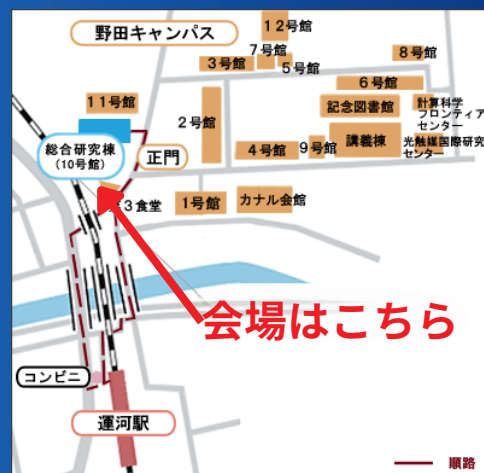 野田キャンパス
12号館
7号館
3号館
5号館
8号館
6号館
11号館
2号館
記念図書館
計算科学
フロンティア
センター
総合研究棟
(10号館)
正門
4号館
9号館
講義棟
光触媒国際研究
センター
3食堂
1号館
カナル会館
会場はこちら
コンビニ
運河駅
順路